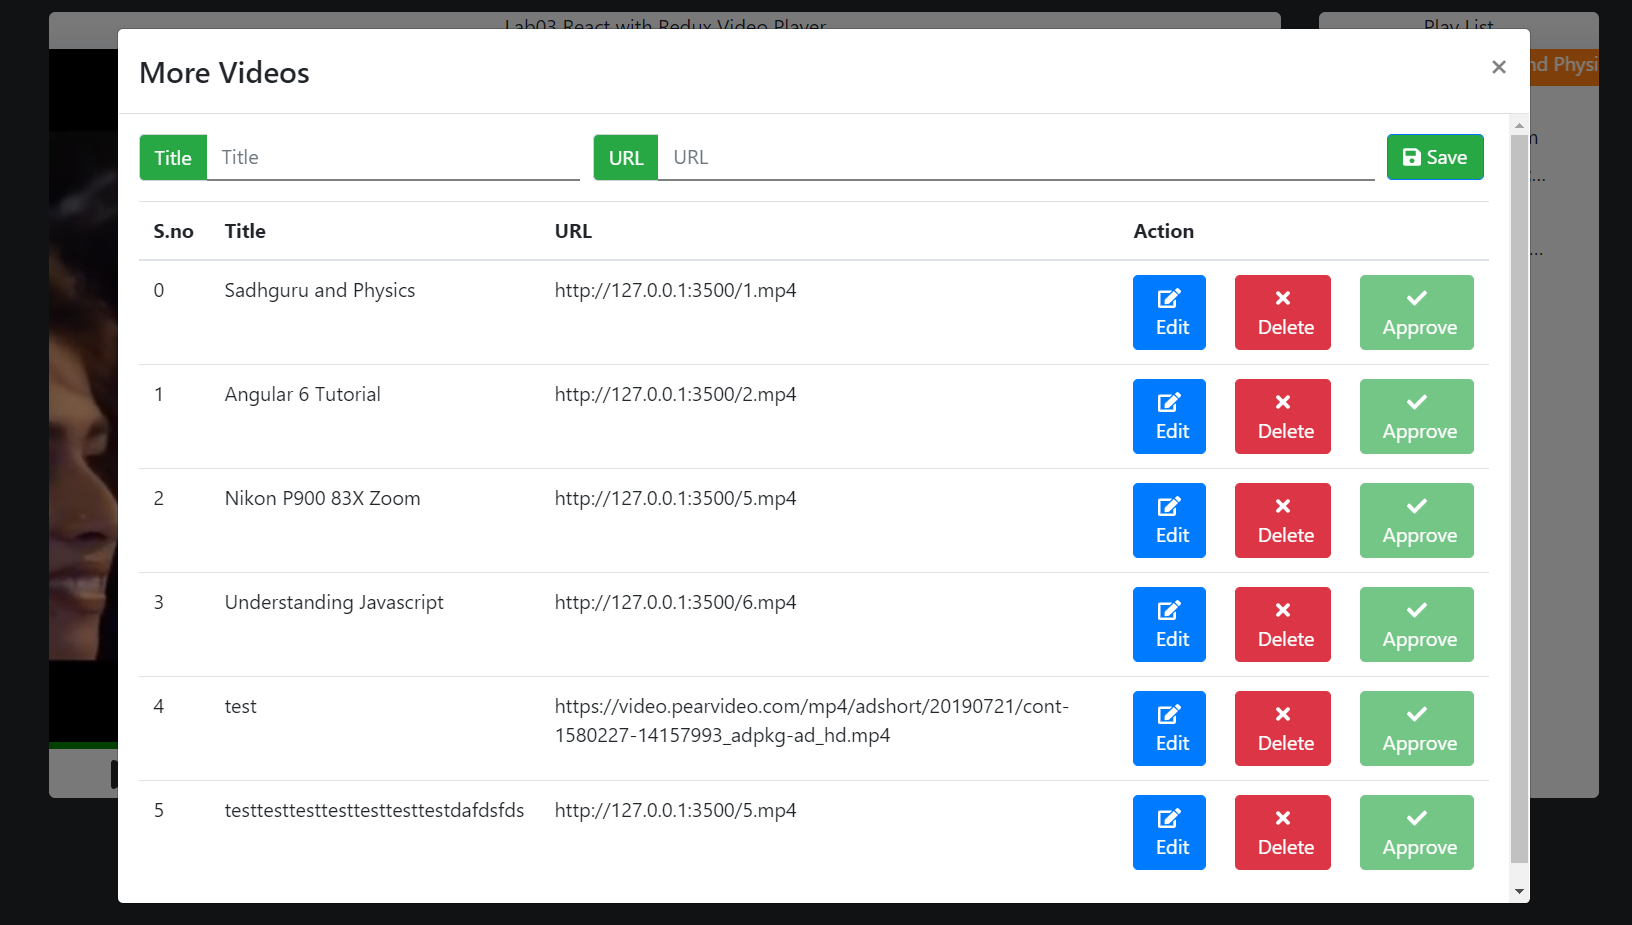 Lab03 React with Redux Video Player
Play List
More Videos
×
nd Physi
Title Title URL URL Save
S.no Title URL Action
0 Sadhguru and Physics http://127.0.0.1:3500/1.mp4 Edit Delete Approve
1 Angular 6 Tutorial http://127.0.0.1:3500/2.mp4 Edit Delete Approve
2 Nikon P900 83X Zoom http://127.0.0.1:3500/5.mp4 Edit Delete Approve
3 Understanding Javascript http://127.0.0.1:3500/6.mp4 Edit Delete Approve
4 test https://video.pearvideo.com/mp4/adshort/20190721/cont-
1580227-14157993_adpkg-ad_hd.mp4 Edit Delete Approve
5 testtesttesttesttesttesttestdafdsfds http://127.0.0.1:3500/5.mp4 Edit Delete Approve